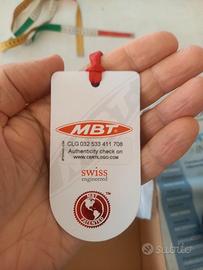 MBT
CLG 032 533 411 708
Authenticity check on
WWW.CERTILOGO.COM
swiss
engineered
subito